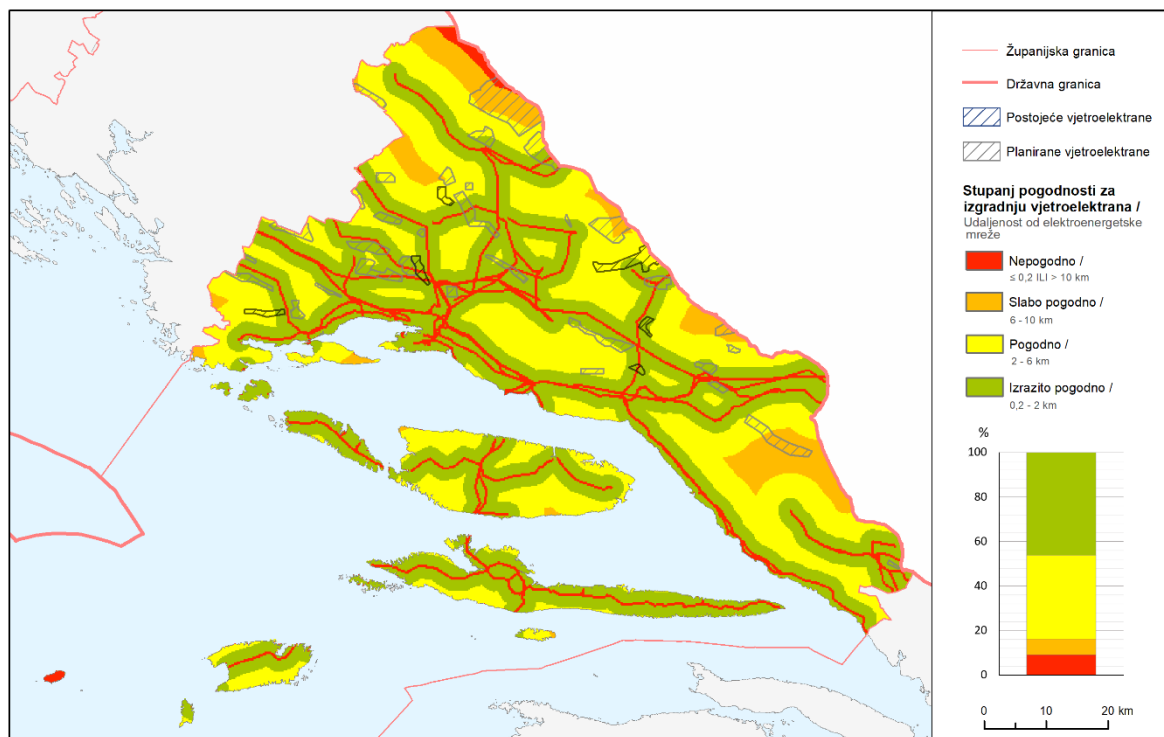 Županijska granica
Državna granica
Postojeće vjetroelektrane
Planirane vjetroelektrane
Stupanj pogodnosti za
izgradnju vjetroelektrana /
Udaljenost od elektroenergetske
mreže
Nepogodno /
≤ 0,2 ILI > 10 km
Slabo pogodno /
6 - 10 km
Pogodno /
2 - 6 km
Izrazito pogodno /
0,2 - 2 km
%
100
80
60
40
20
0
0 10 20 km